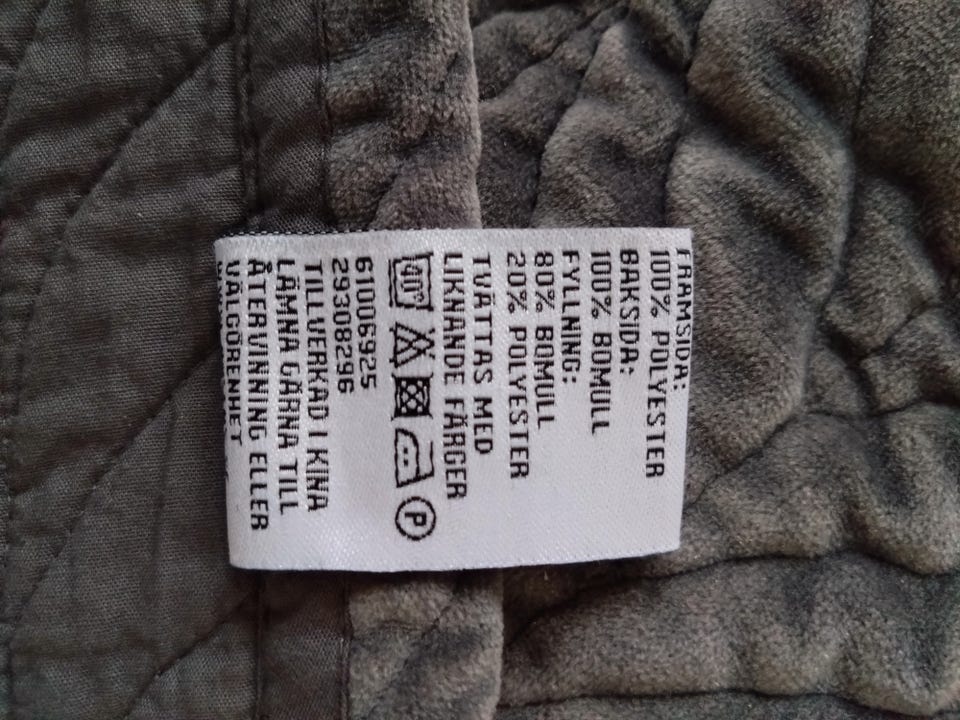 FRAMSIDA:
100% POLYESTER
BAKSIDA:
100% BOMULL
FYLLNING:
80% BOMULL
20% POLYESTER
TVÄTTAS MED
LIKNANDE FÄRGER
40° P
61006925
29308296
TILLVERKAD I KINA
LÄMNA GÄRNA TILL
ÅTERVINNING ELLER
VÄLGÖRENHET